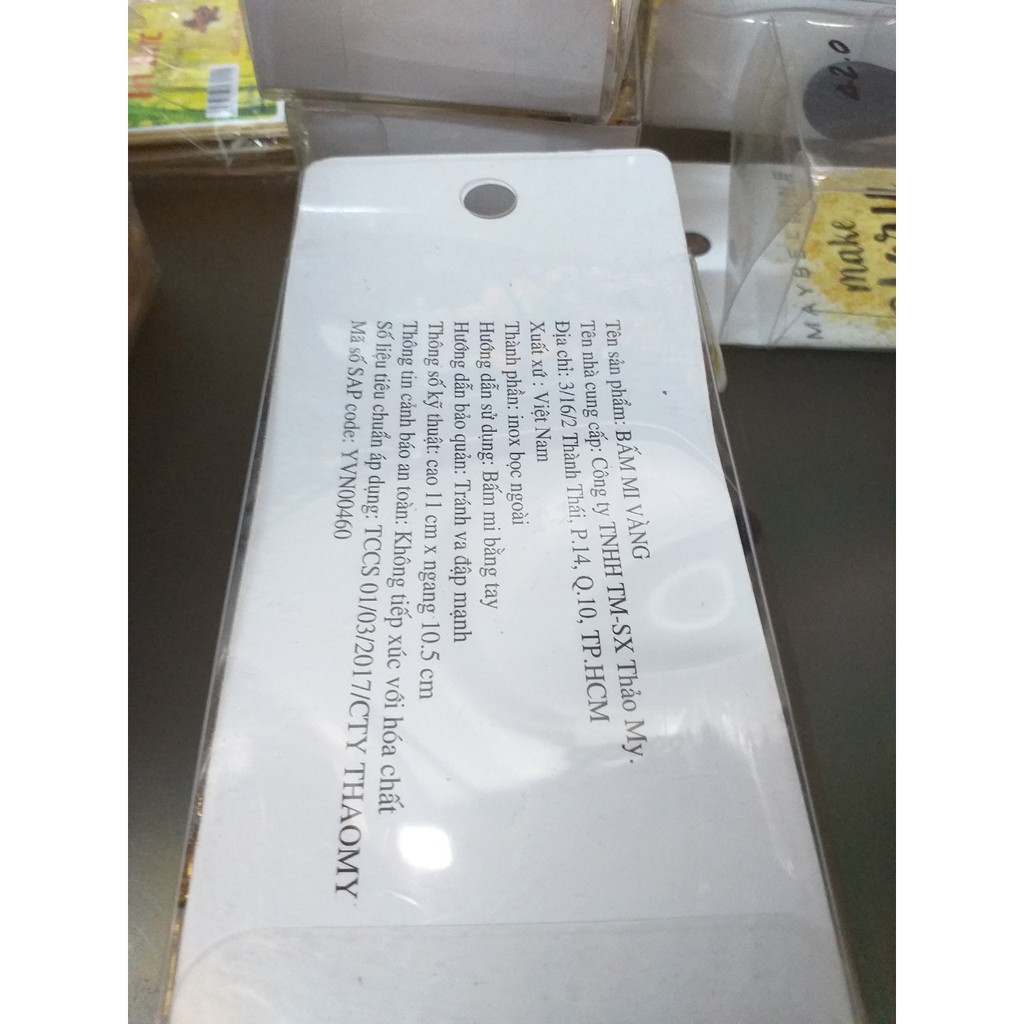 Tên sản phẩm: BẤM MI VÀNG
Tên nhà cung cấp: Công ty TNHH TM-SX Thảo My.
Địa chỉ: 3/16/2 Thành Thái, P.14, Q.10, TP.HCM
Xuất xứ : Việt Nam
Thành phần: inox bọc ngoài
Hướng dẫn sử dụng: Bấm mi bằng tay
Hướng dẫn bảo quản: Tránh va đập mạnh
Thông số kỹ thuật: cao 11 cm x ngang 10.5 cm
Thông tin cảnh báo an toàn: Không tiếp xúc với hóa chất
Số liệu tiêu chuẩn áp dụng: TCCS 01/03/2017/CTY THAOMY
Mã số SAP code: YVN00460
42.0
MAYBELLINE
make